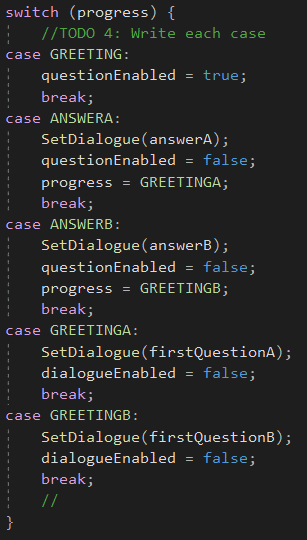 switch (progress) {
    //TODO 4: Write each case
case GREETING:
    questionEnabled = true;
    break;
case ANSWERA:
    SetDialogue(answerA);
    questionEnabled = false;
    progress = GREETINGA;
    break;
case ANSWERB:
    SetDialogue(answerB);
    questionEnabled = false;
    progress = GREETINGB;
    break;
case GREETINGA:
    SetDialogue(firstQuestionA);
    dialogueEnabled = false;
    break;
case GREETINGB:
    SetDialogue(firstQuestionB);
    dialogueEnabled = false;
    break;
    //
}